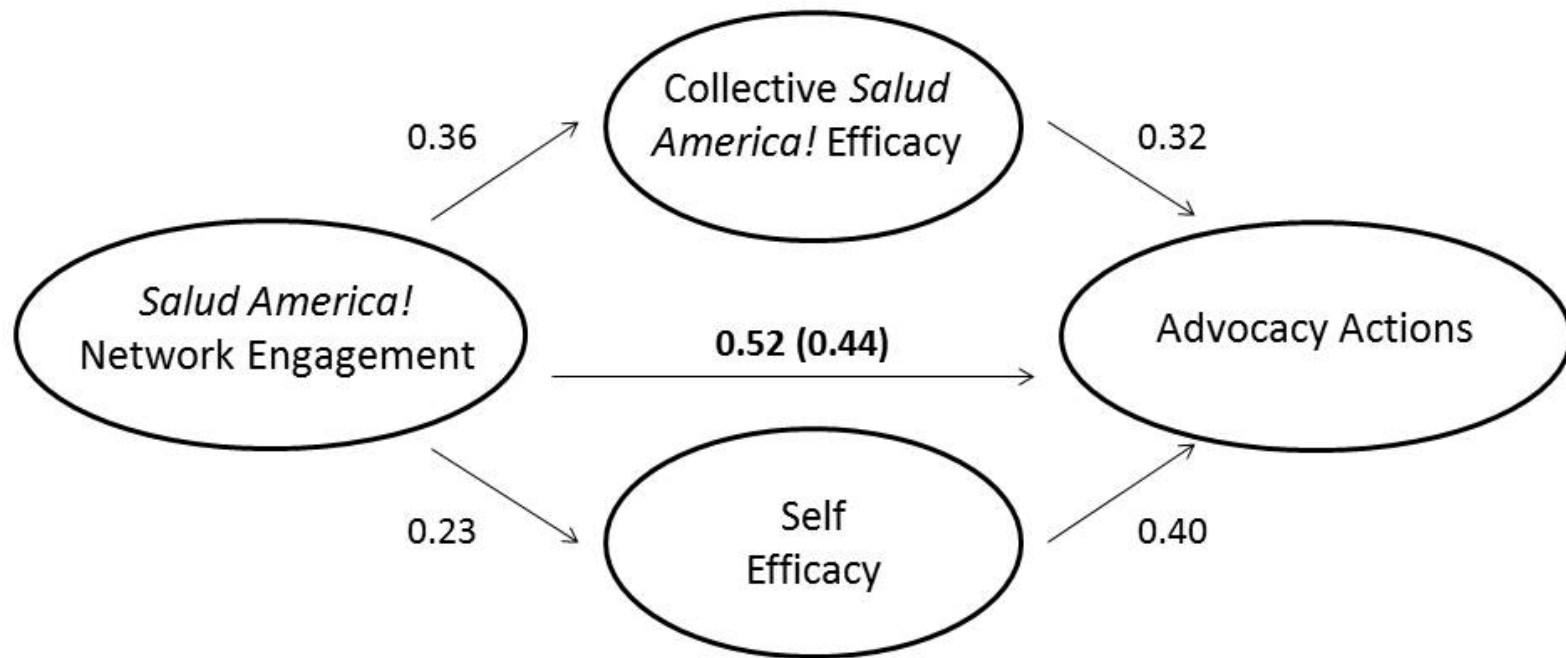 Collective Salud
America! Efficacy
0.36
0.32
Salud America!
Network Engagement
0.52 (0.44)
Advocacy Actions
0.23
Self
Efficacy
0.40